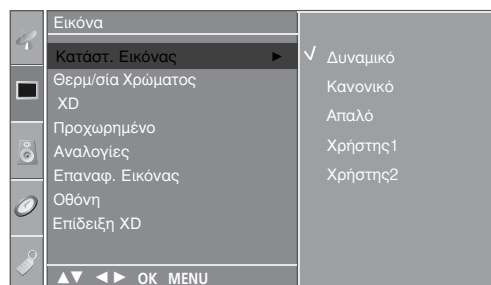 Εικόνα
Κατάστ. Εικόνας ►
Θερμ/σία Χρώματος
XD
Προχωρημένο
Αναλογίες
Επαναφ. Εικόνας
Οθόνη
Επίδειξη XD
▲▼ ◄► OK MENU
√ Δυναμικό
Κανονικό
Απαλό
Χρήστης1
Χρήστης2